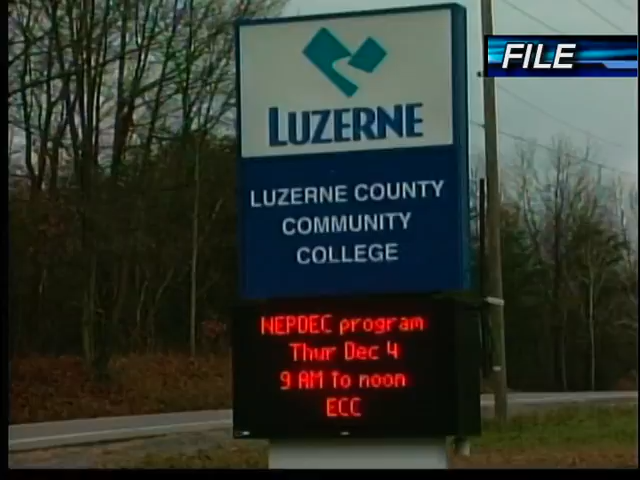 FILE
LUZERNE
LUZERNE COUNTY
COMMUNITY
COLLEGE
NEPDEC program
Thur Dec 4
9 AM to noon
ECC